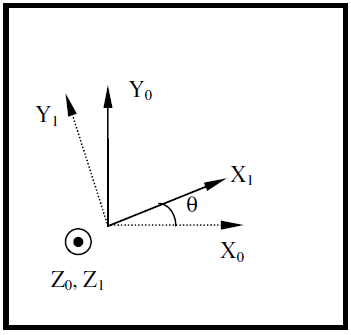 Y₀
Y₁
X₁
θ
X₀
Z₀, Z₁